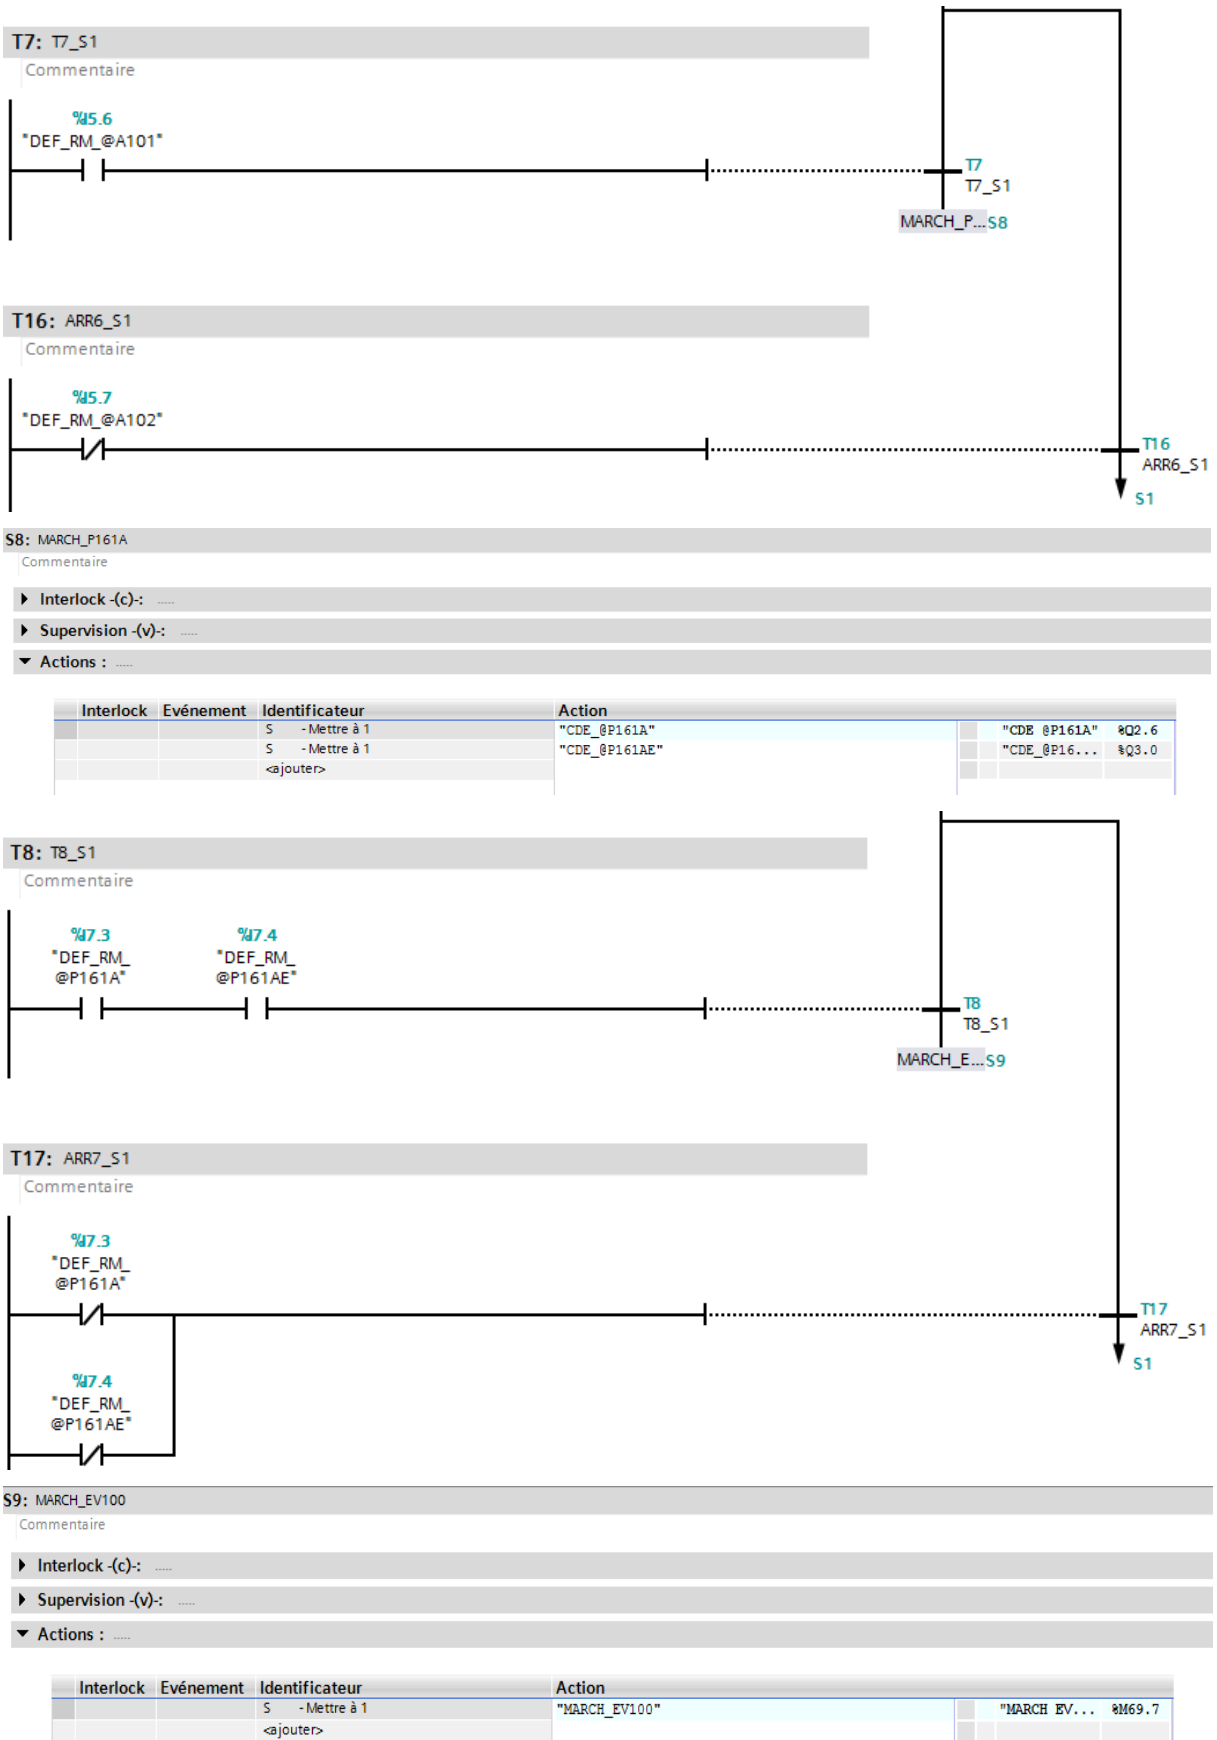 T7: T7_S1
Commentaire
%I5.6
"DEF_RM_@A101"
T7
T7_S1
MARCH_P... S8
T16: ARR6_S1
Commentaire
%I5.7
"DEF_RM_@A102"
T16
ARR6_S1
S1
S8: MARCH_P161A
Commentaire
Interlock -(c)-: .....
Supervision -(v)-: .....
Actions : .....
Interlock Evénement Identificateur Action
S - Mettre à 1 "CDE_@P161A" "CDE @P161A" %Q2.6
S - Mettre à 1 "CDE_@P161AE" "CDE_@P16... %Q3.0
<ajouter>
T8: T8_S1
Commentaire
%I7.3 %I7.4
"DEF_RM_ "DEF_RM_
@P161A" @P161AE"
T8
T8_S1
MARCH_E... S9
T17: ARR7_S1
Commentaire
%I7.3
"DEF_RM_
@P161A"
T17
ARR7_S1
S1
%I7.4
"DEF_RM_
@P161AE"
S9: MARCH_EV100
Commentaire
Interlock -(c)-: .....
Supervision -(v)-: .....
Actions : .....
Interlock Evénement Identificateur Action
S - Mettre à 1 "MARCH_EV100" "MARCH EV... %M69.7
<ajouter>